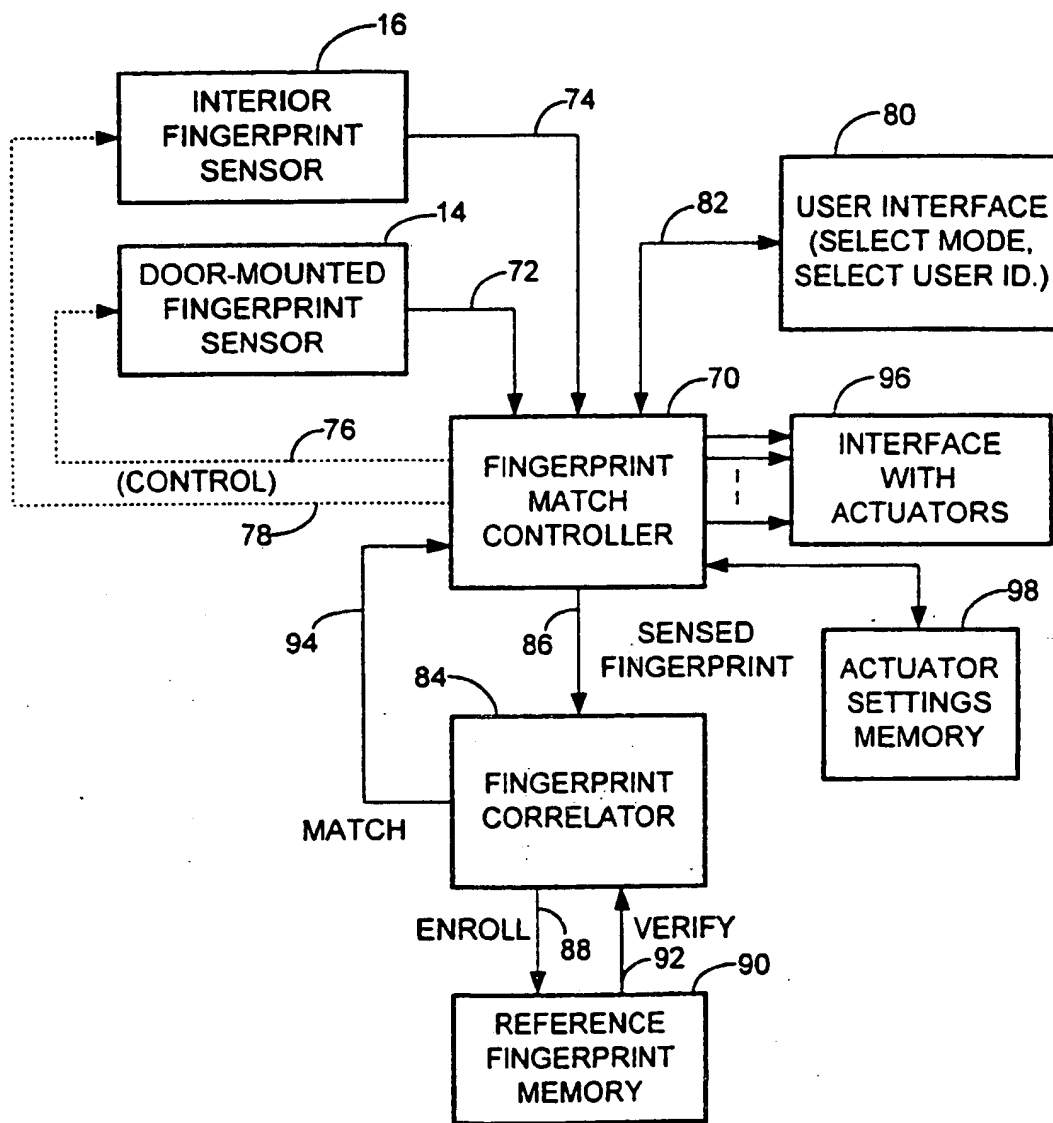 16
INTERIOR
FINGERPRINT
SENSOR
74
80
USER INTERFACE
(SELECT MODE,
SELECT USER ID.)
82
14
DOOR-MOUNTED
FINGERPRINT
SENSOR
72
70
96
76
(CONTROL)
78
FINGERPRINT
MATCH
CONTROLLER
INTERFACE
WITH
ACTUATORS
94
86
SENSED
FINGERPRINT
98
ACTUATOR
SETTINGS
MEMORY
84
FINGERPRINT
CORRELATOR
MATCH
ENROLL
88
VERIFY
92
90
REFERENCE
FINGERPRINT
MEMORY